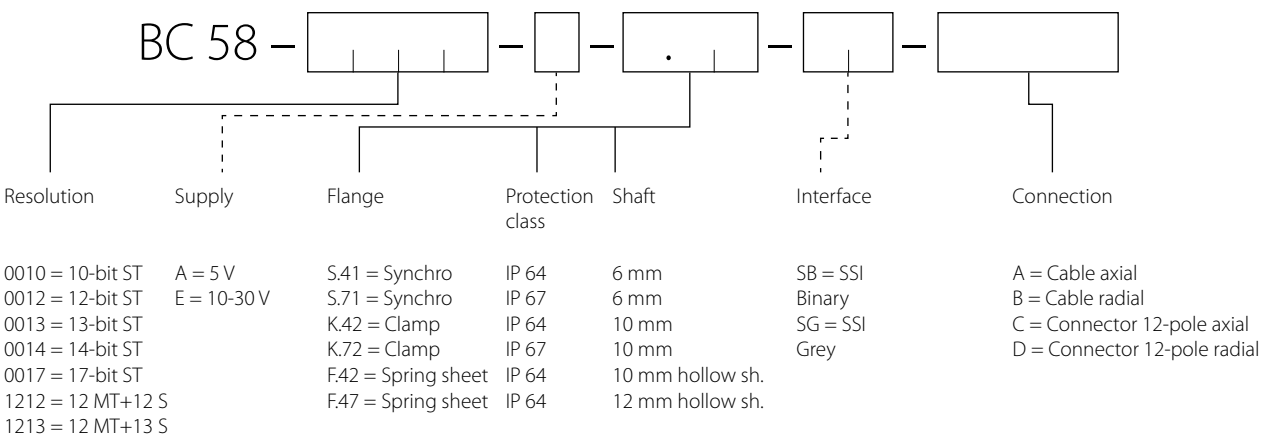 BC 58 –          –     –     .     –          –
Resolution Supply Flange Protection Shaft Interface Connection
class
0010 = 10-bit ST A = 5 V S.41 = Synchro IP 64 6 mm SB = SSI A = Cable axial
0012 = 12-bit ST E = 10-30 V S.71 = Synchro IP 67 6 mm Binary B = Cable radial
0013 = 13-bit ST K.42 = Clamp IP 64 10 mm SG = SSI C = Connector 12-pole axial
0014 = 14-bit ST K.72 = Clamp IP 67 10 mm Grey D = Connector 12-pole radial
0017 = 17-bit ST F.42 = Spring sheet IP 64 10 mm hollow sh.
1212 = 12 MT+12 S F.47 = Spring sheet IP 64 12 mm hollow sh.
1213 = 12 MT+13 S